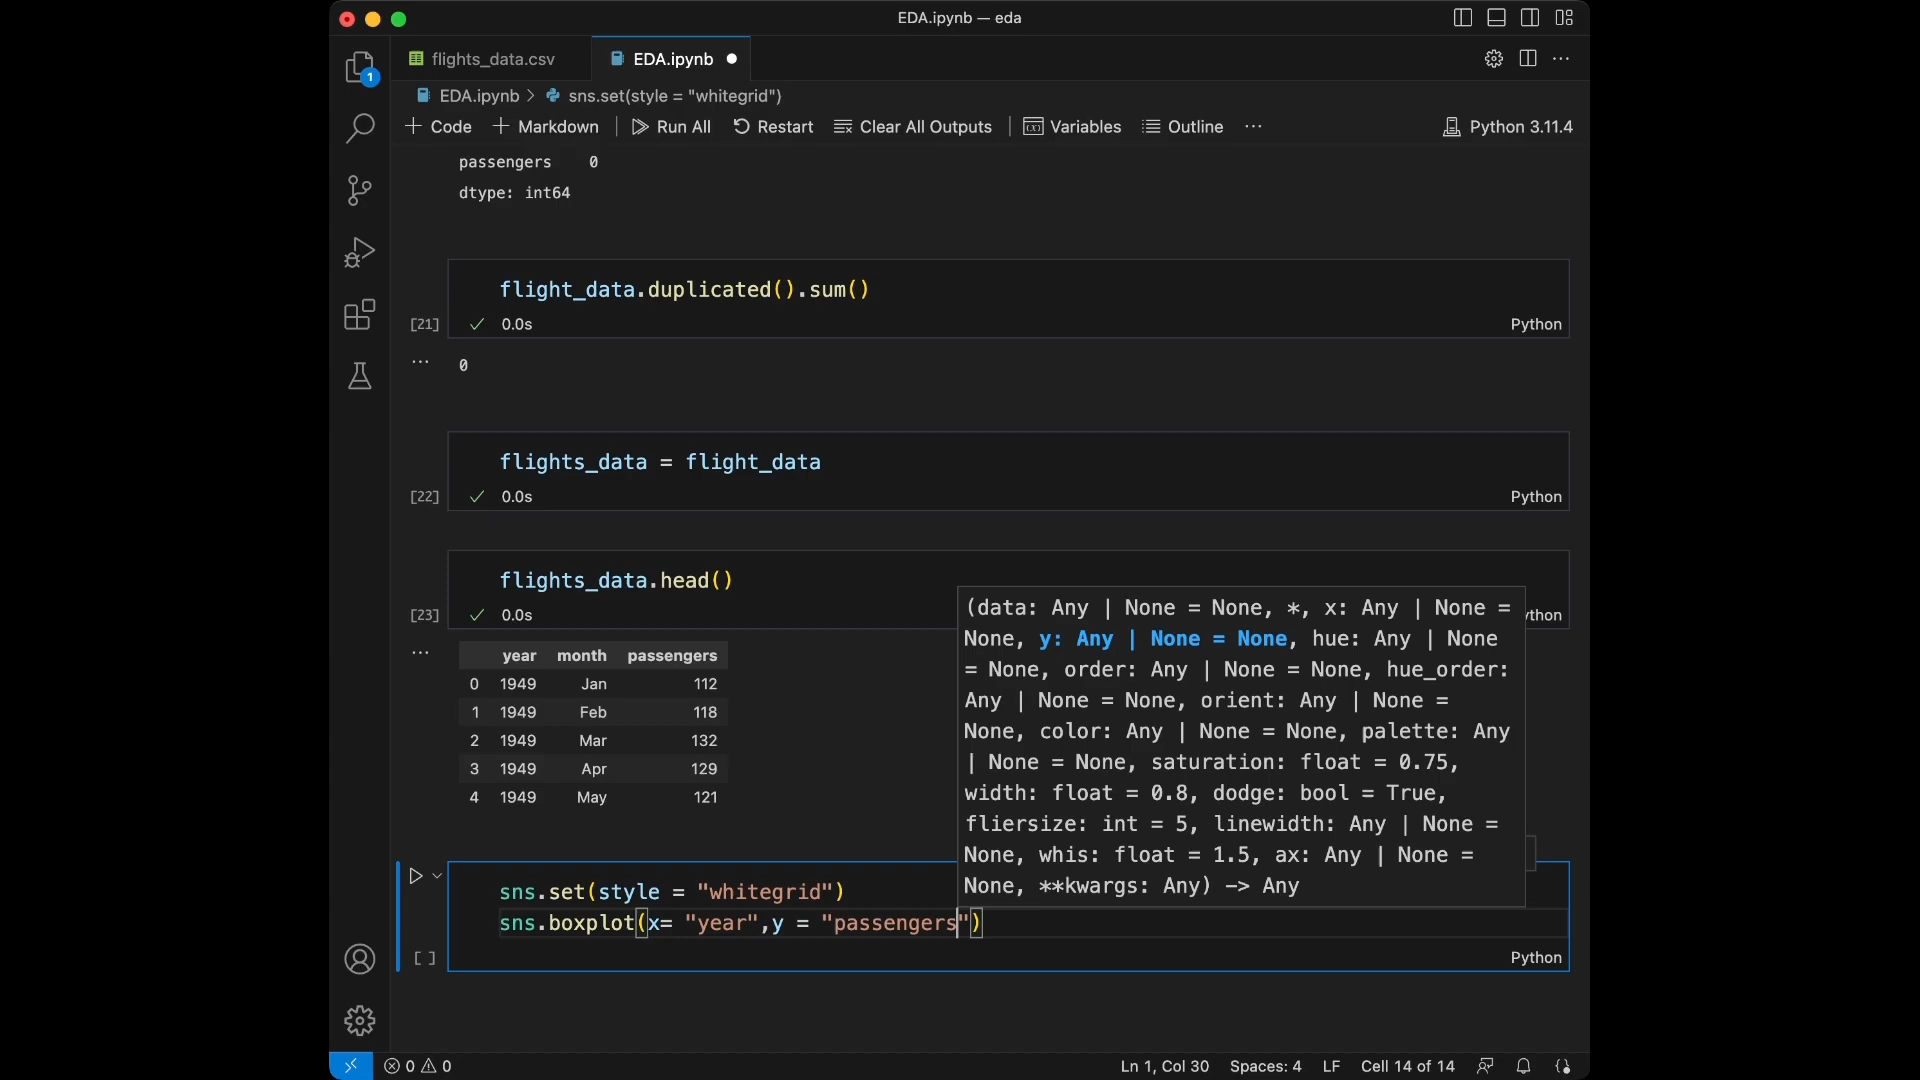 EDA.ipynb — eda
1
flights_data.csv
EDA.ipynb
EDA.ipynb > sns.set(style = "whitegrid")
Code
Markdown
Run All
Restart
Clear All Outputs
Variables
Outline
...
Python 3.11.4
passengers 0
dtype: int64
flight_data.duplicated().sum()
[21] 0.0s
Python
0
flights_data = flight_data
[22] 0.0s
Python
flights_data.head()
[23] 0.0s
thon
year month passengers
0 1949 Jan 112
1 1949 Feb 118
2 1949 Mar 132
3 1949 Apr 129
4 1949 May 121
(data: Any | None = None, *, x: Any | None =
None, y: Any | None = None, hue: Any | None
= None, order: Any | None = None, hue_order:
Any | None = None, orient: Any | None =
None, color: Any | None = None, palette: Any
| None = None, saturation: float = 0.75,
width: float = 0.8, dodge: bool = True,
fliersize: int = 5, linewidth: Any | None =
None, whis: float = 1.5, ax: Any | None =
None, **kwargs: Any) -> Any
sns.set(style = "whitegrid")
sns.boxplot(x= "year",y = "passengers")
[ ]
Python
0 0
Ln 1, Col 30
Spaces: 4
LF
Cell 14 of 14